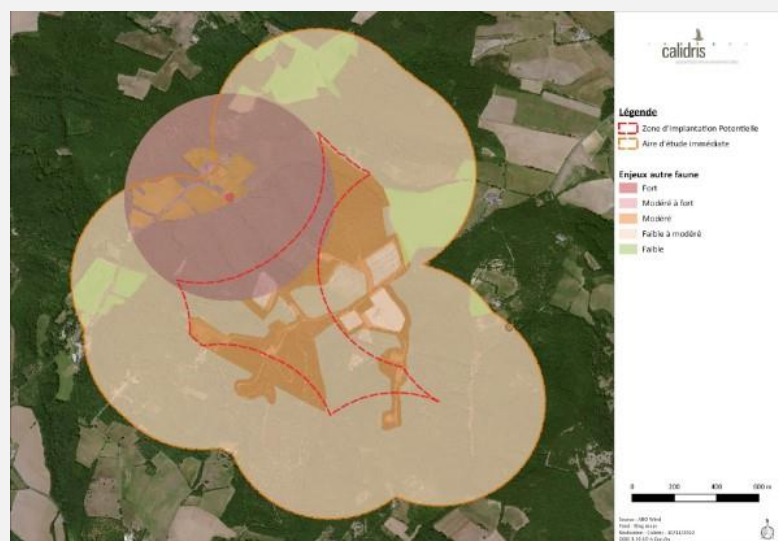 calidris
Légende
Zone d'Implantation Potentielle
Aire d'étude immédiate
Enjeux autre faune
Fort
Modéré à fort
Modéré
Faible à modéré
Faible
0 200 400 600 m